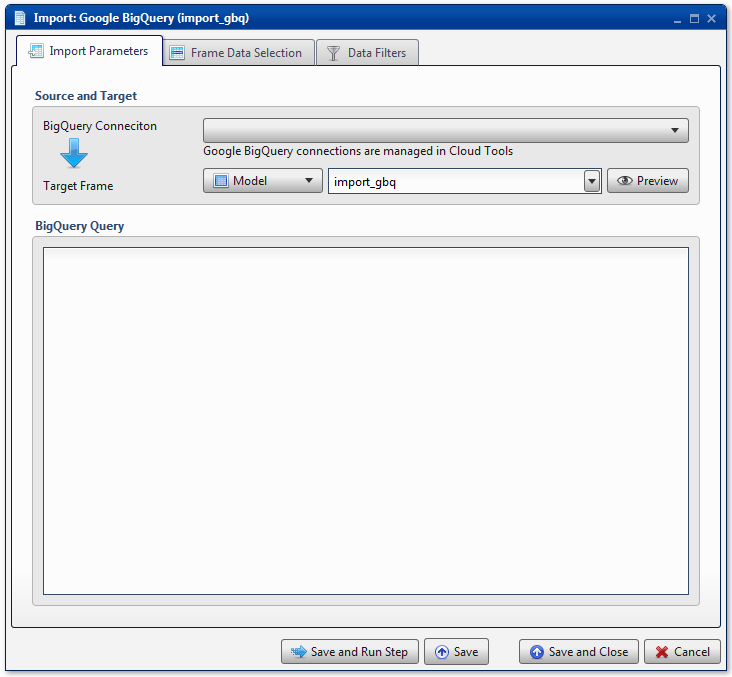 Import: Google BigQuery (import_gbq)
Import Parameters
Frame Data Selection
Data Filters
Source and Target
BigQuery Conneciton
Google BigQuery connections are managed in Cloud Tools
Target Frame
Model
import_gbq
Preview
BigQuery Query
Save and Run Step
Save
Save and Close
Cancel